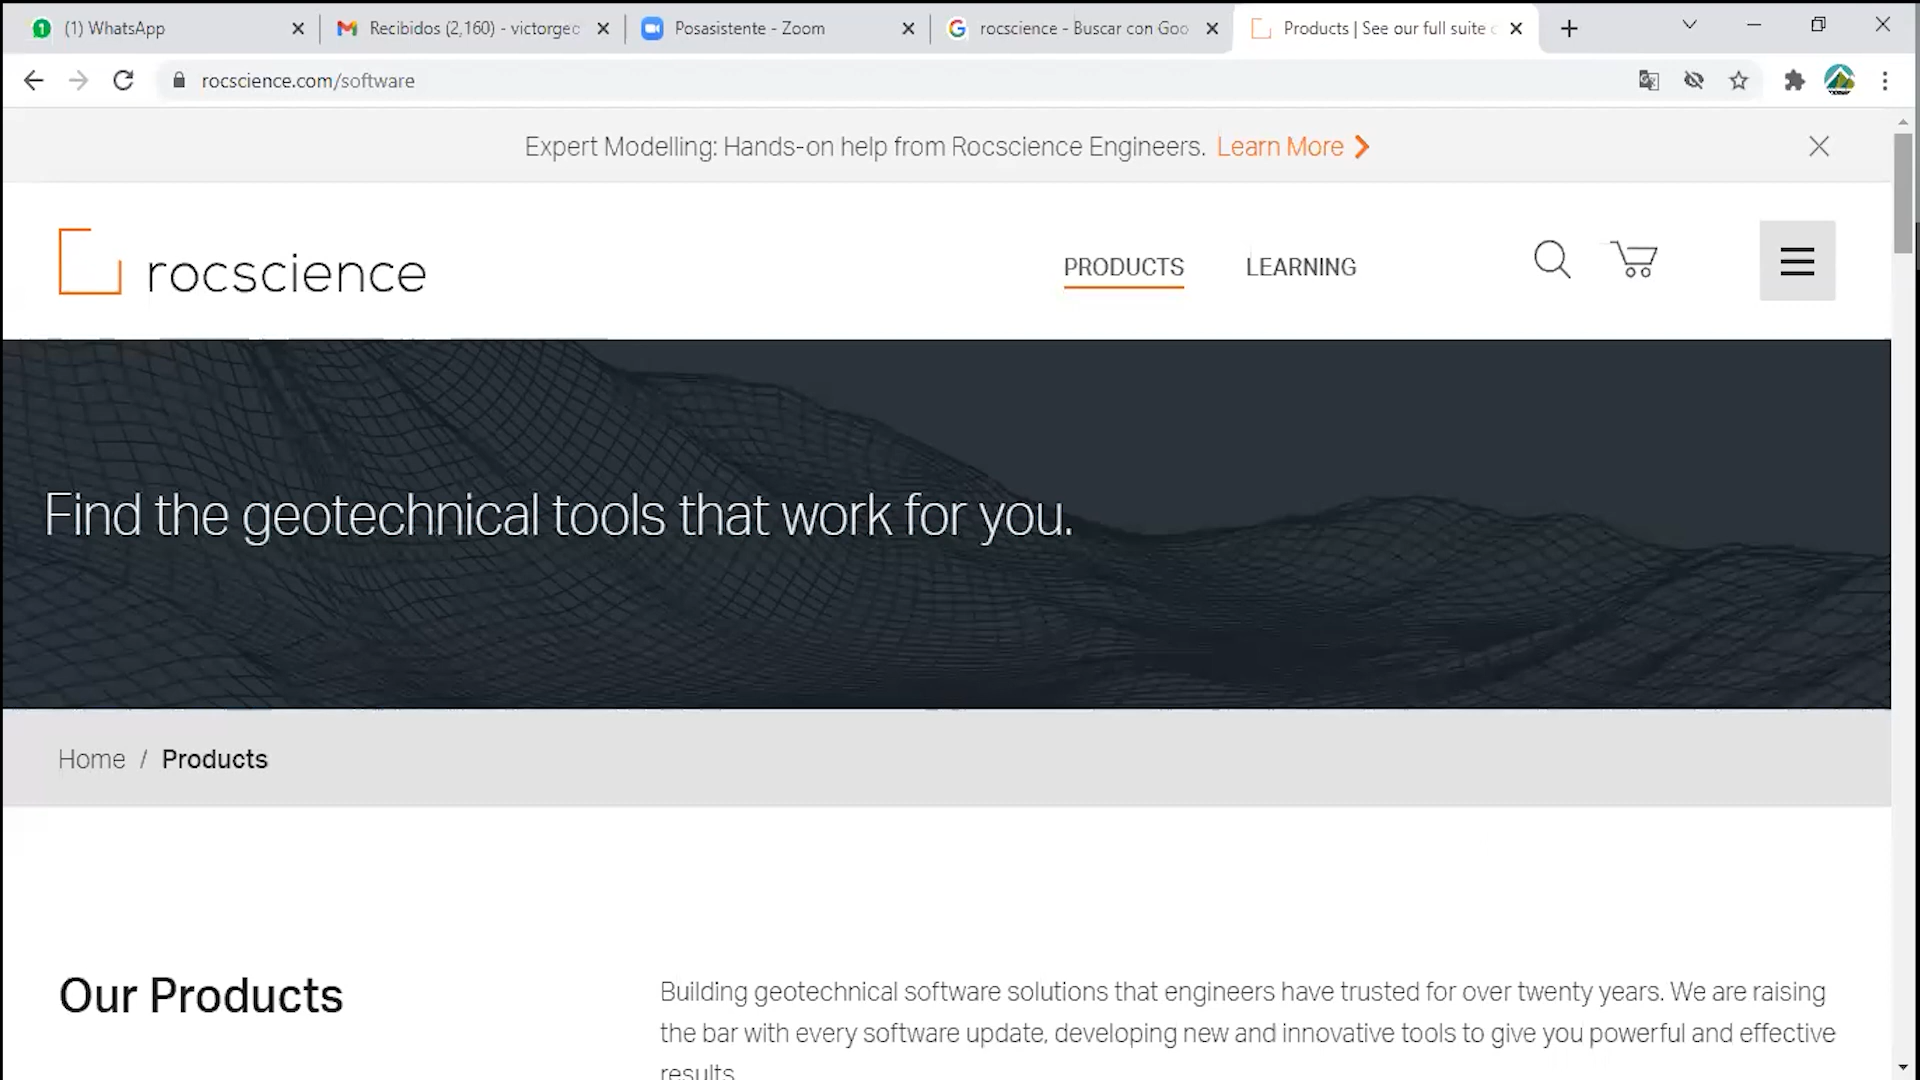 (1) WhatsApp
Recibidos (2,160) - victorgec
Posasistente - Zoom
rocscience - Buscar con Goo
Products | See our full suite
rocscience.com/software
Expert Modelling: Hands-on help from Rocscience Engineers. Learn More
rocscience
PRODUCTS
LEARNING
Find the geotechnical tools that work for you.
Home / Products
Our Products
Building geotechnical software solutions that engineers have trusted for over twenty years. We are raising
the bar with every software update, developing new and innovative tools to give you powerful and effective
results